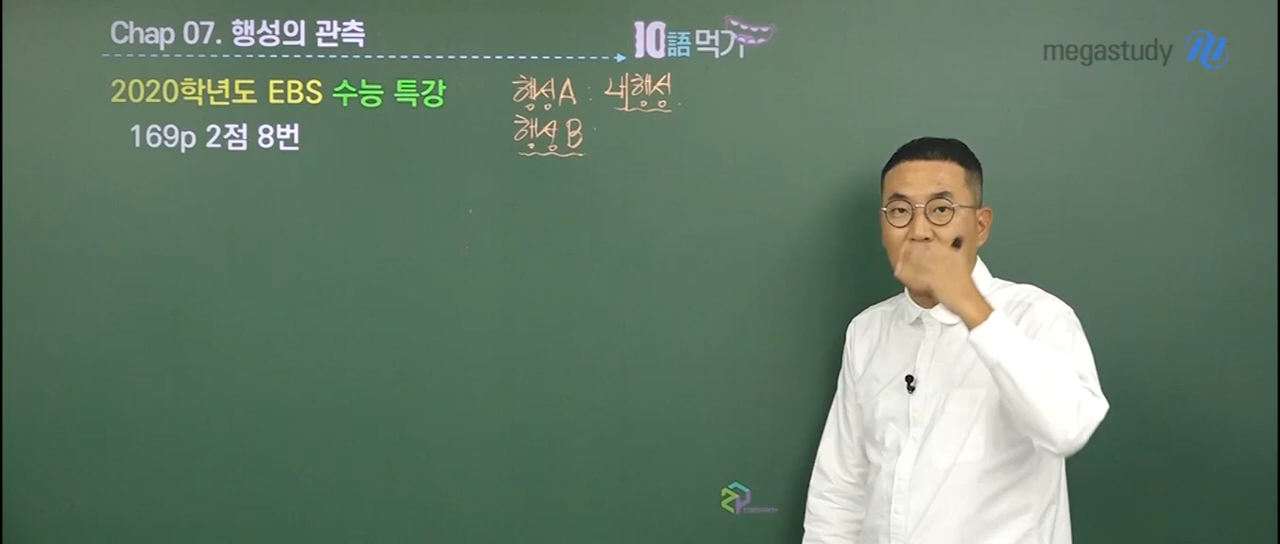 Chap 07. 행성의 관측
10語먹기
megastudy
2020학년도 EBS 수능 특강
169p 2점 8번
행성A : 내행성
행성B